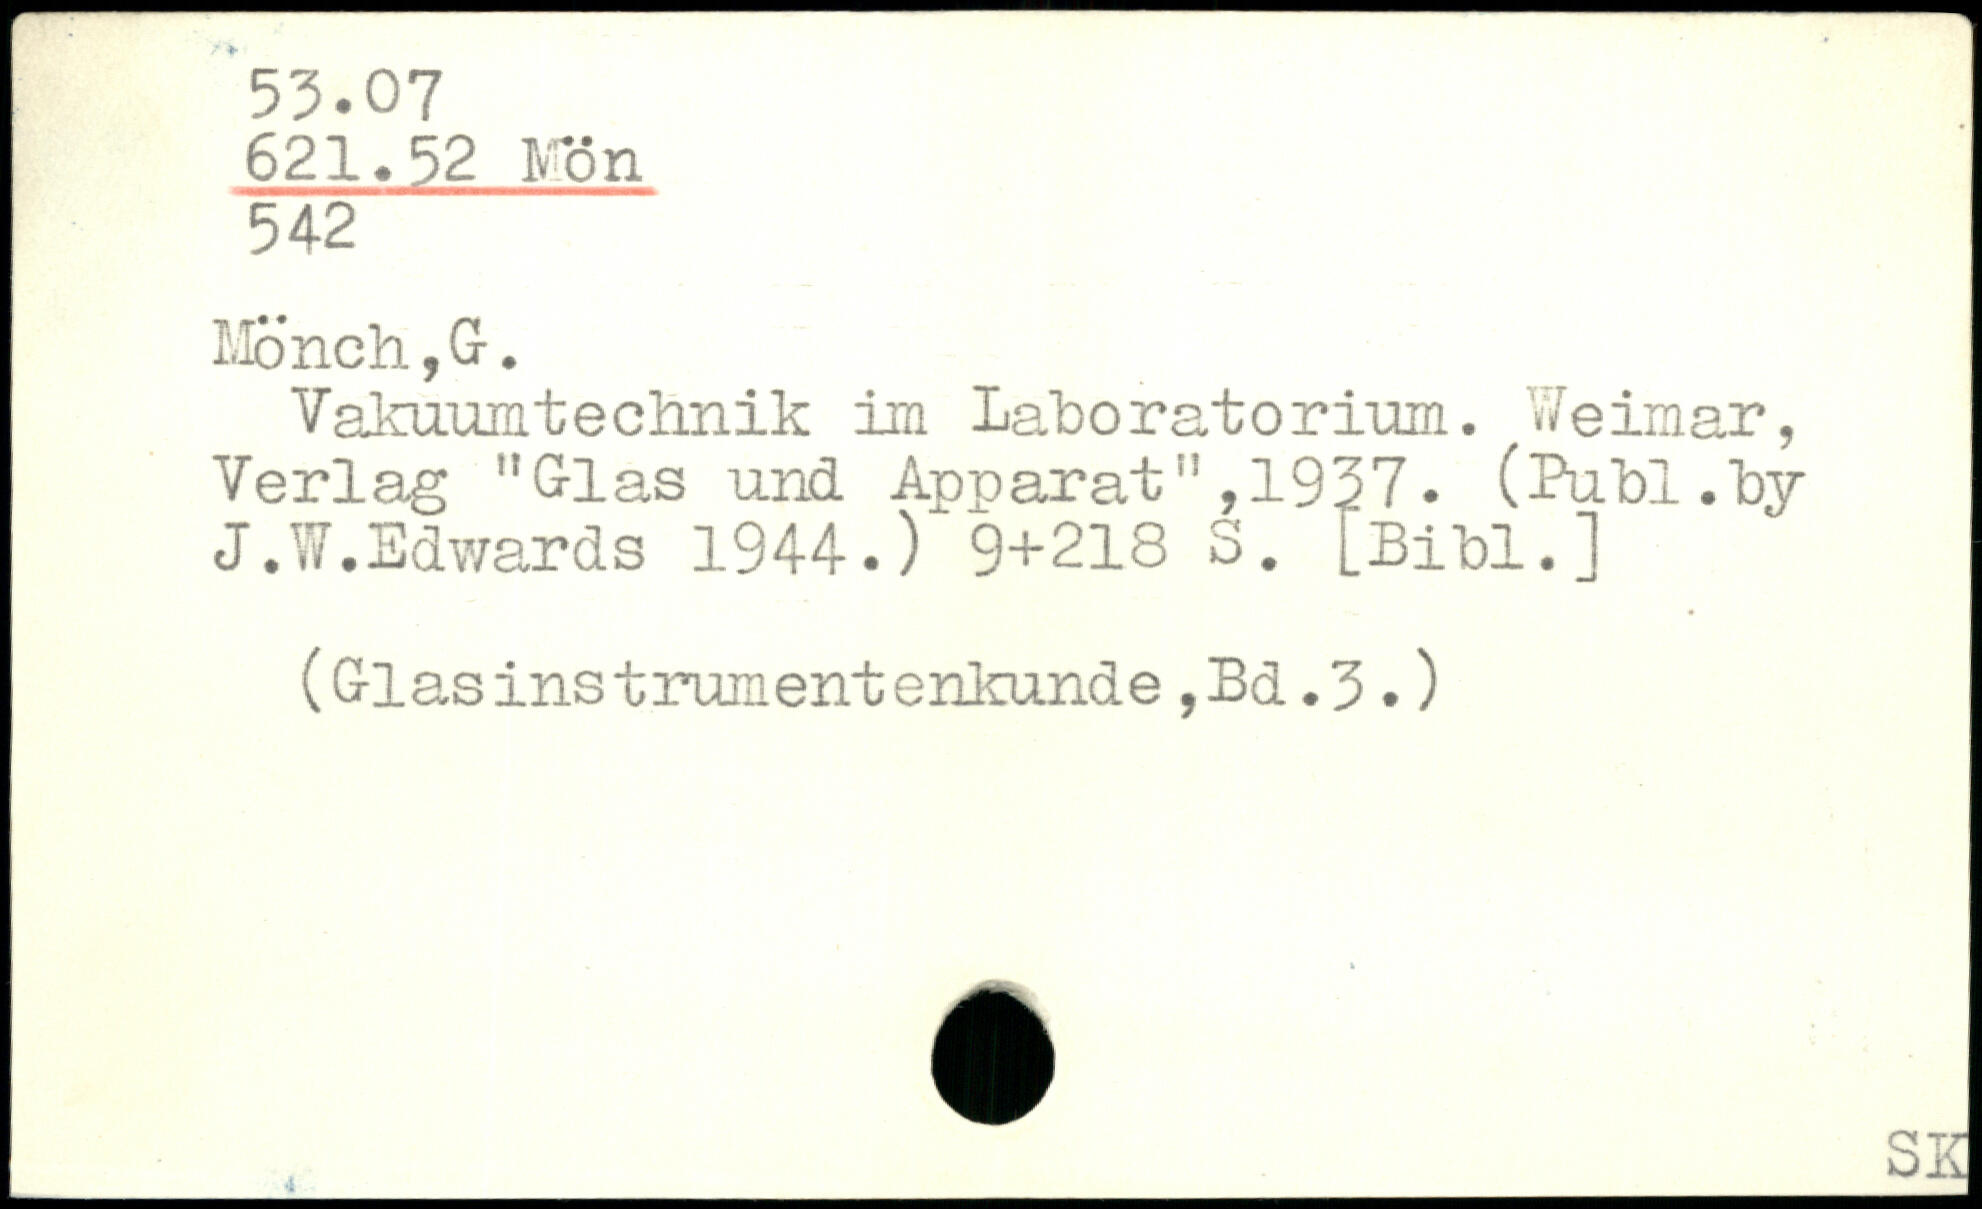 53.07
621.52 Mön
542
Mönch,G.
Vakuumtechnik im Laboratorium. Weimar,
Verlag "Glas und Apparat",1937. (Publ.by
J.W.Edwards 1944.) 9+218 S. [Bibl.]
(Glasinstrumentenkunde,Bd.3.)
SK